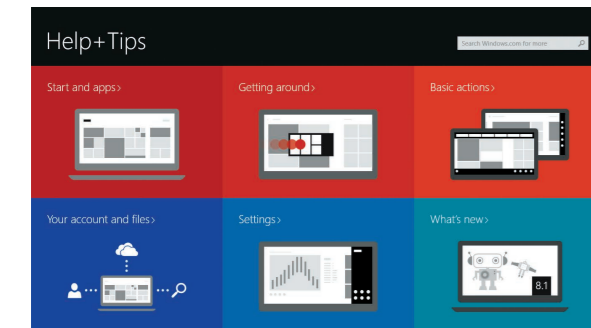 Help+Tips
Search Windows.com for more
Start and apps>
Getting around>
Basic actions>
Your account and files>
Settings>
What's new>
8.1